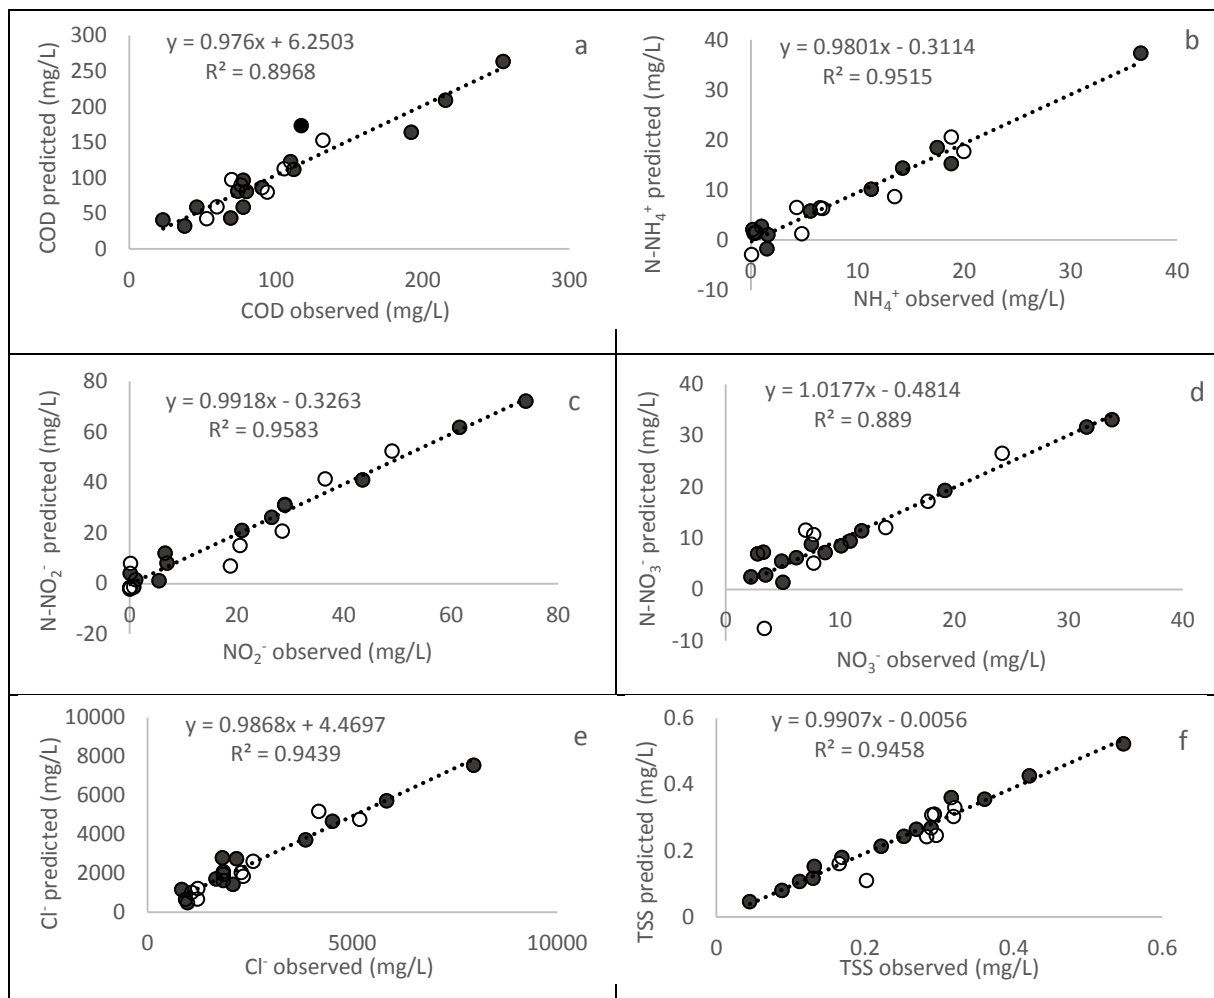 y = 0.976x + 6.2503
R² = 0.8968
a
COD predicted (mg/L)
300
250
200
150
100
50
0
0 100 200 300
COD observed (mg/L)
y = 0.9801x - 0.3114
R² = 0.9515
b
N-NH₄⁺ predicted (mg/L)
40
30
20
10
0
-10
0 10 20 30 40
NH₄⁺ observed (mg/L)
y = 0.9918x - 0.3263
R² = 0.9583
c
N-NO₂⁻ predicted (mg/L)
80
60
40
20
0
-20
0 20 40 60 80
NO₂⁻ observed (mg/L)
y = 1.0177x - 0.4814
R² = 0.889
d
N-NO₃⁻ predicted (mg/L)
40
30
20
10
0
-10
0 10 20 30 40
NO₃⁻ observed (mg/L)
y = 0.9868x + 4.4697
R² = 0.9439
e
Cl⁻ predicted (mg/L)
10000
8000
6000
4000
2000
0
0 5000 10000
Cl⁻ observed (mg/L)
y = 0.9907x - 0.0056
R² = 0.9458
f
TSS predicted (mg/L)
0.6
0.4
0.2
0
0 0.2 0.4 0.6
TSS observed (mg/L)